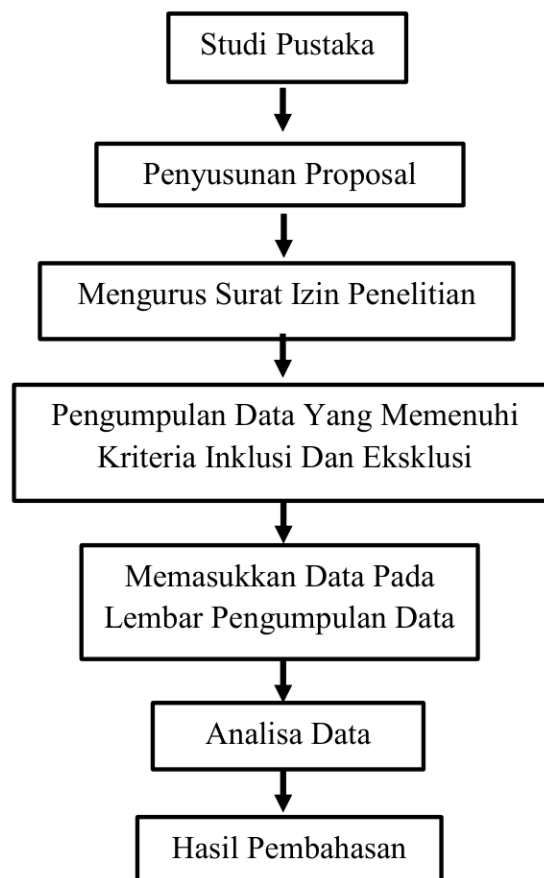 Studi Pustaka
Penyusunan Proposal
Mengurus Surat Izin Penelitian
Pengumpulan Data Yang Memenuhi
Kriteria Inklusi Dan Eksklusi
Memasukkan Data Pada
Lembar Pengumpulan Data
Analisa Data
Hasil Pembahasan